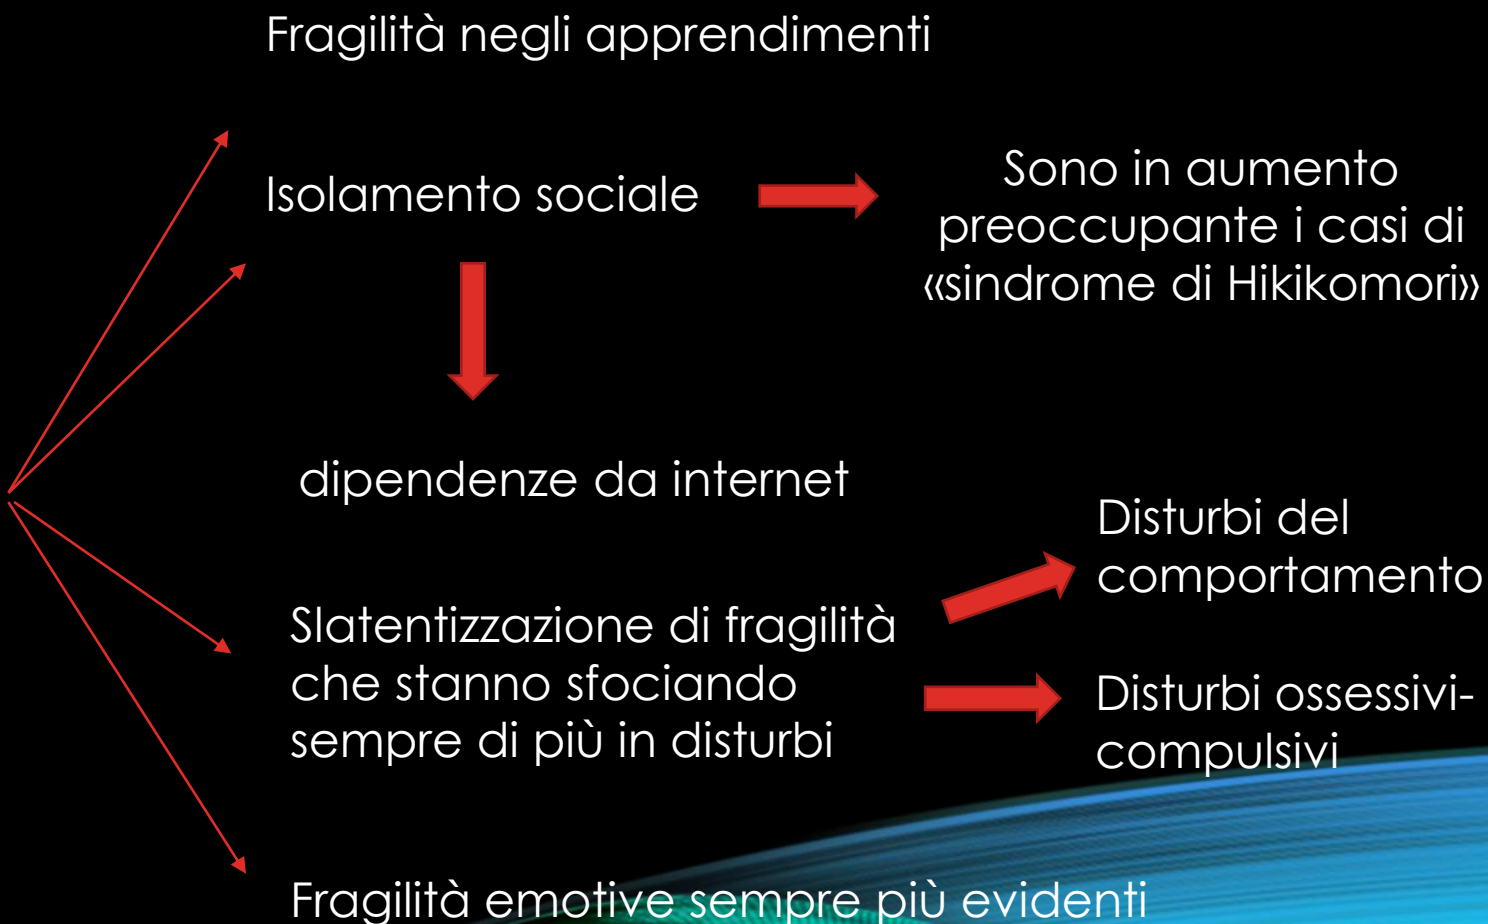 Fragilità negli apprendimenti
Isolamento sociale
Sono in aumento
preoccupante i casi di
«sindrome di Hikikomori»
dipendenze da internet
Slatentizzazione di fragilità
che stanno sfociando
sempre di più in disturbi
Disturbi del
comportamento
Disturbi ossessivi-
compulsivi
Fragilità emotive sempre più evidenti